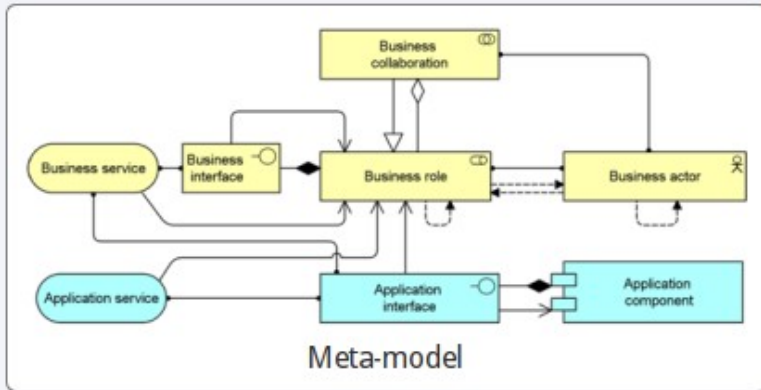 Business
collaboration
Business service
Business
interface
Business role
Business actor
Application service
Application
interface
Application
component
Meta-model